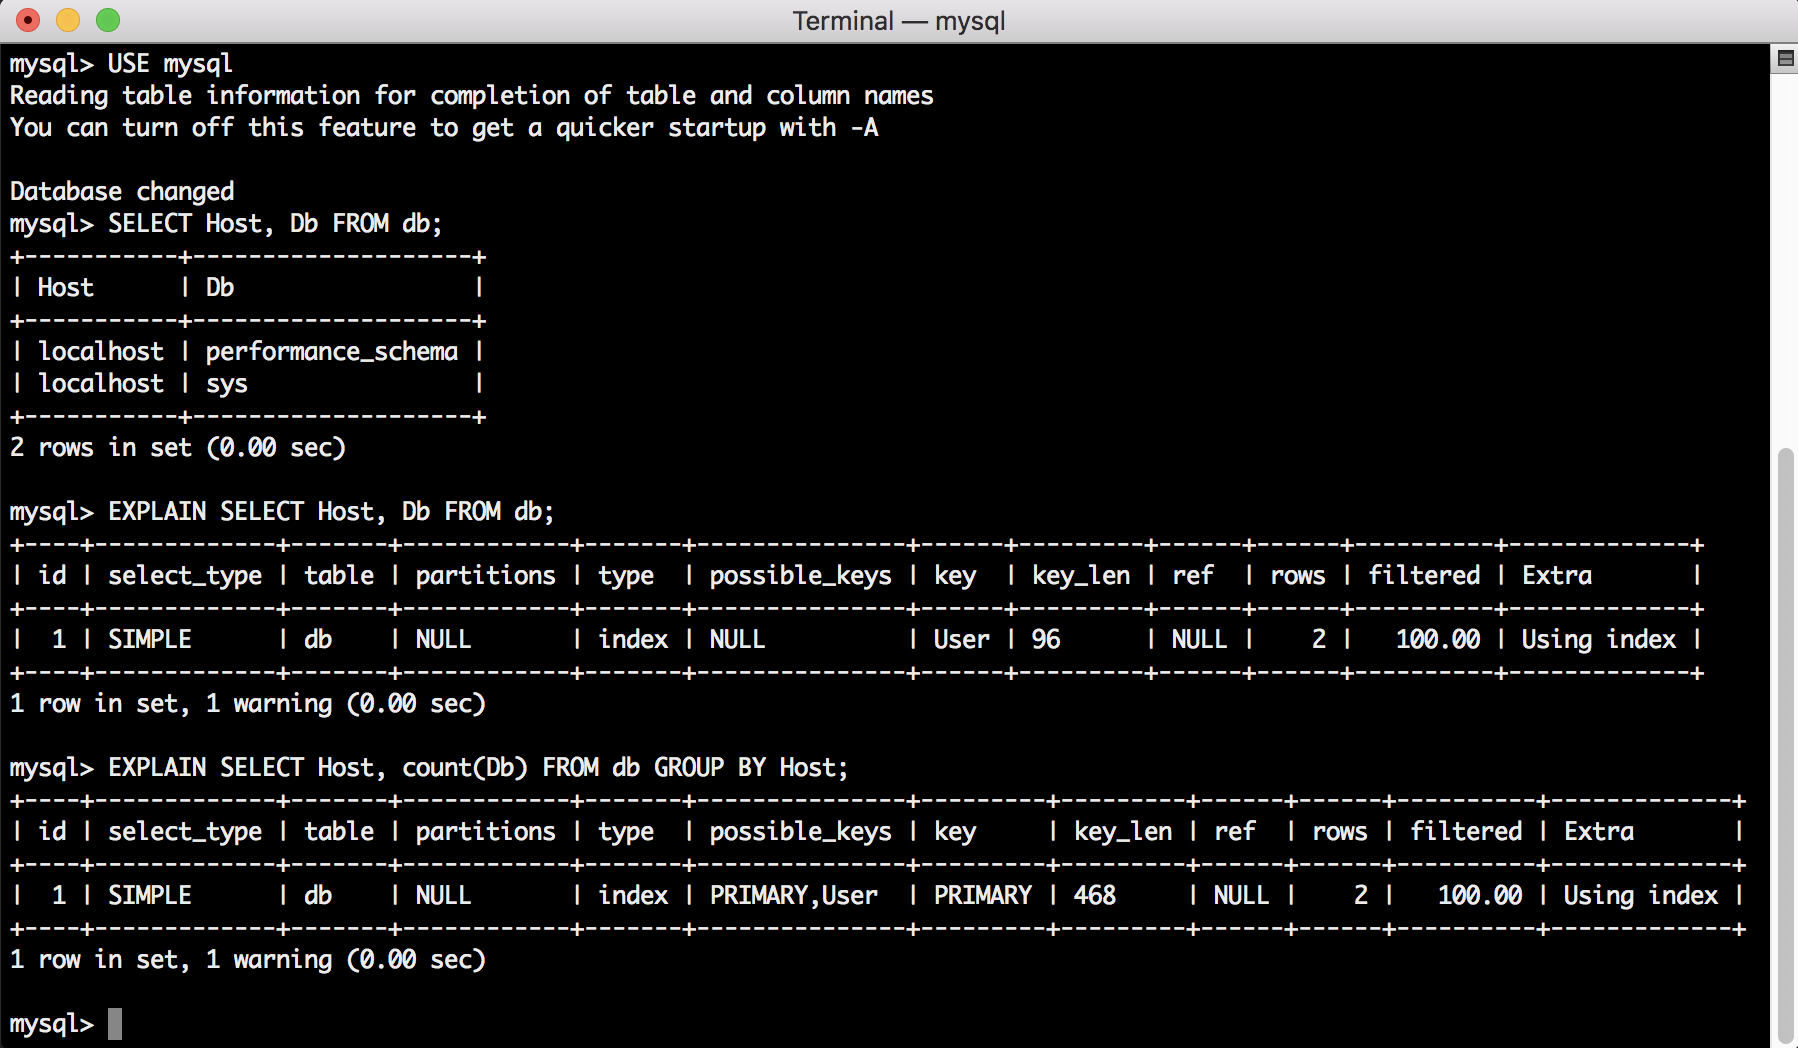 Terminal — mysql
mysql> USE mysql
Reading table information for completion of table and column names
You can turn off this feature to get a quicker startup with -A

Database changed
mysql> SELECT Host, Db FROM db;
+-----------+--------------------+
| Host      | Db                 |
+-----------+--------------------+
| localhost | performance_schema |
| localhost | sys                |
+-----------+--------------------+
2 rows in set (0.00 sec)

mysql> EXPLAIN SELECT Host, Db FROM db;
+----+-------------+-------+------------+-------+---------------+------+---------+------+------+----------+-------------+
| id | select_type | table | partitions | type  | possible_keys | key  | key_len | ref  | rows | filtered | Extra       |
+----+-------------+-------+------------+-------+---------------+------+---------+------+------+----------+-------------+
|  1 | SIMPLE      | db    | NULL       | index | NULL          | User | 96      | NULL |    2 |   100.00 | Using index |
+----+-------------+-------+------------+-------+---------------+------+---------+------+------+----------+-------------+
1 row in set, 1 warning (0.00 sec)

mysql> EXPLAIN SELECT Host, count(Db) FROM db GROUP BY Host;
+----+-------------+-------+------------+-------+---------------+---------+---------+------+------+----------+-------------+
| id | select_type | table | partitions | type  | possible_keys | key     | key_len | ref  | rows | filtered | Extra       |
+----+-------------+-------+------------+-------+---------------+---------+---------+------+------+----------+-------------+
|  1 | SIMPLE      | db    | NULL       | index | PRIMARY,User  | PRIMARY | 468     | NULL |    2 |   100.00 | Using index |
+----+-------------+-------+------------+-------+---------------+---------+---------+------+------+----------+-------------+
1 row in set, 1 warning (0.00 sec)

mysql>